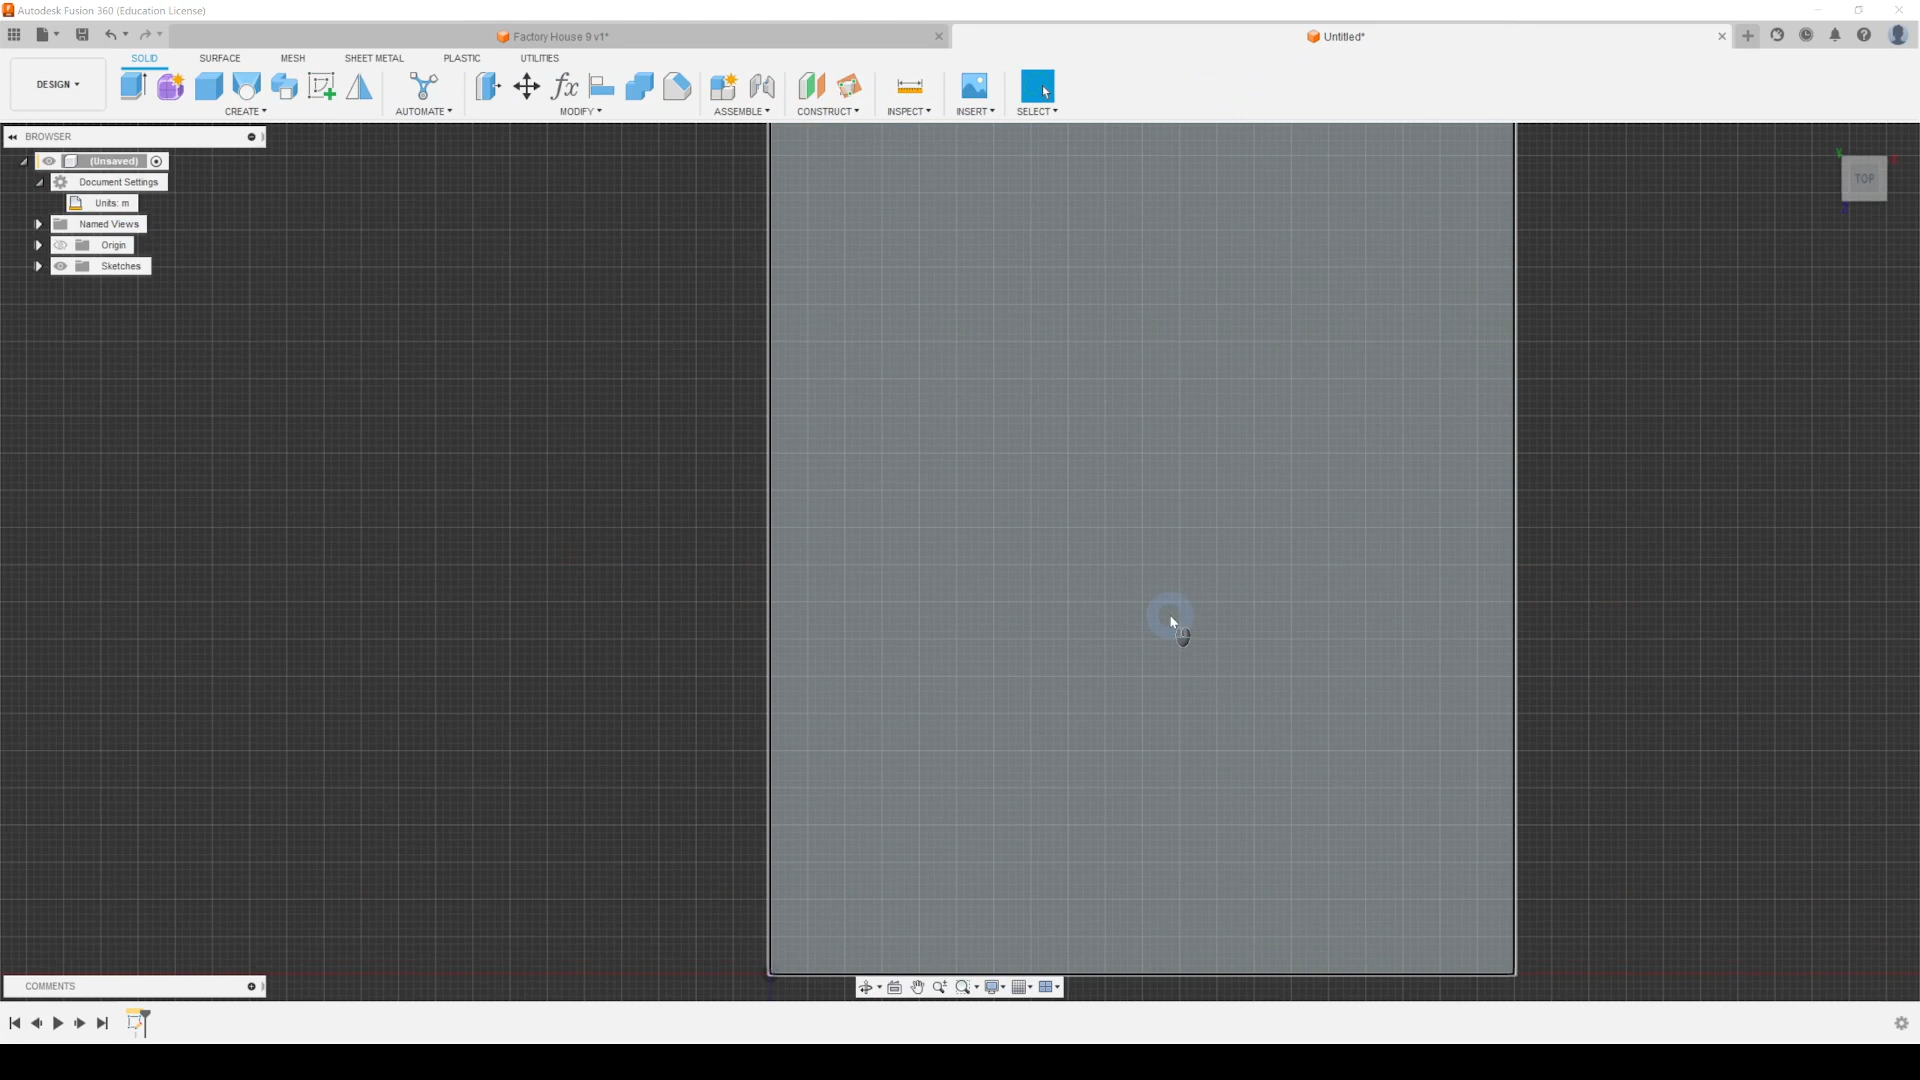 Autodesk Fusion 360 (Education License)
Factory House 9 v1*
Untitled*
DESIGN
SOLID
SURFACE
MESH
SHEET METAL
PLASTIC
UTILITIES
CREATE
AUTOMATE
MODIFY
ASSEMBLE
CONSTRUCT
INSPECT
INSERT
SELECT
BROWSER
(Unsaved)
Document Settings
Units: m
Named Views
Origin
Sketches
TOP
COMMENTS